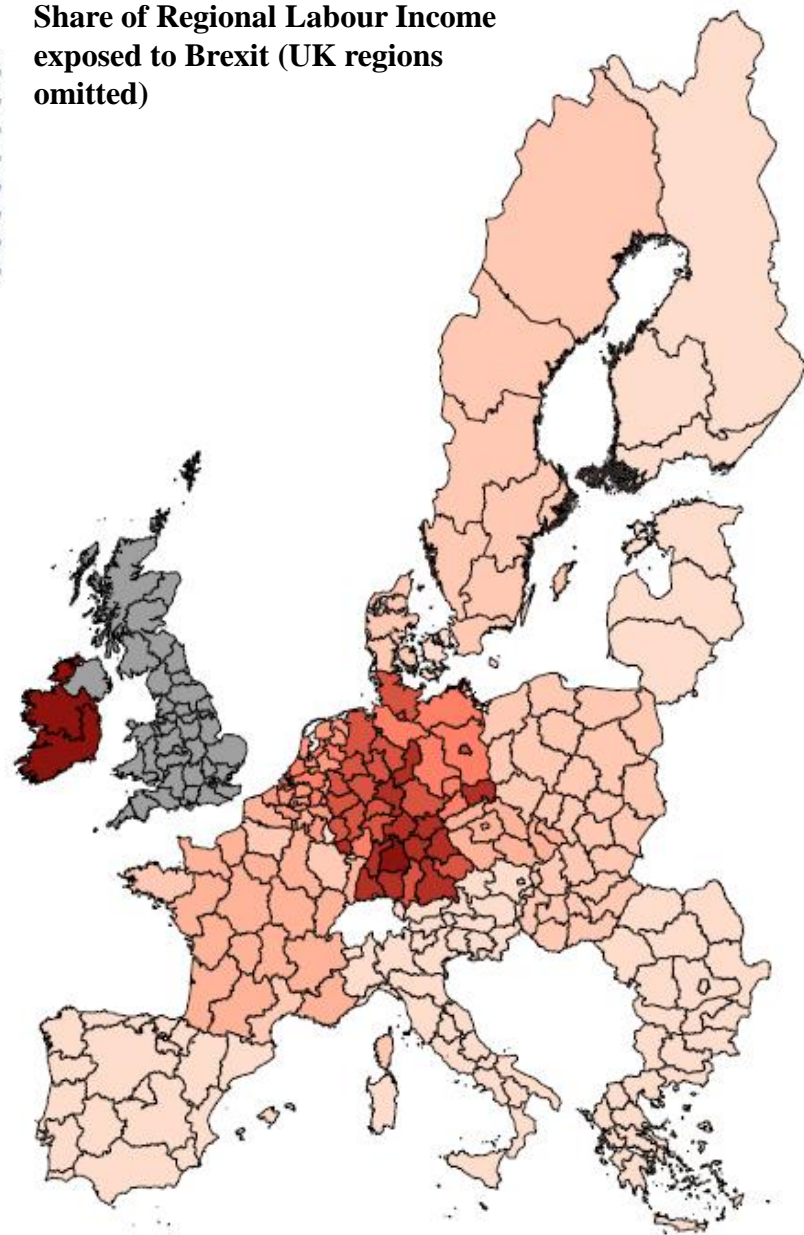 Share of Regional Labour Income
exposed to Brexit (UK regions
omitted)